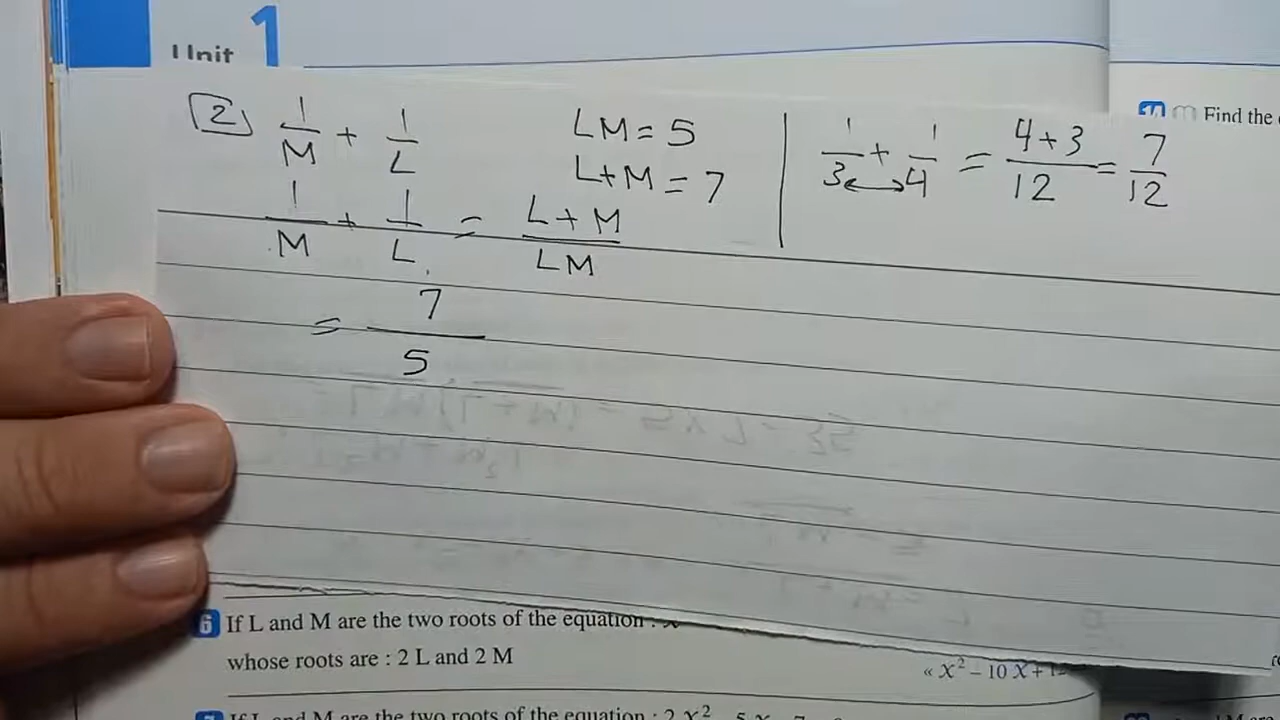 Unit 1
[2] 1/M + 1/L
LM = 5
L+M = 7
1/M + 1/L = L+M/LM
= 7/5
1/3 + 1/4 = 4+3/12 = 7/12
Find the
6 If L and M are the two roots of the equation :
whose roots are : 2 L and 2 M
« x² – 10 x +
If L and M are the two roots of the equation : 2 x²